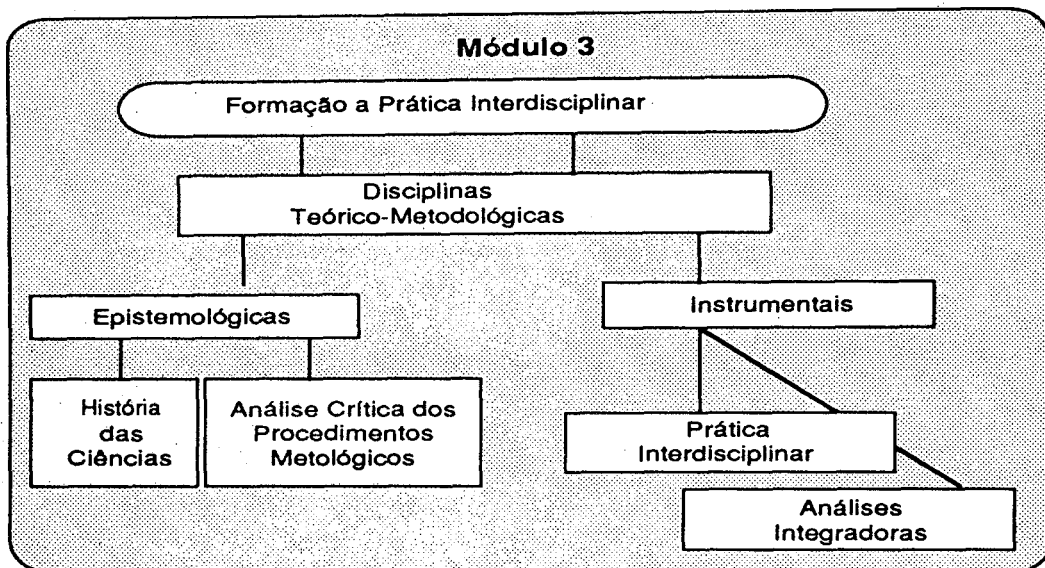 Módulo 3
Formação a Prática Interdisciplinar
Disciplinas
Teórico-Metodológicas
Epistemológicas
Instrumentais
História
das
Ciências
Análise Crítica dos
Procedimentos
Metológicos
Prática
Interdisciplinar
Análises
Integradoras